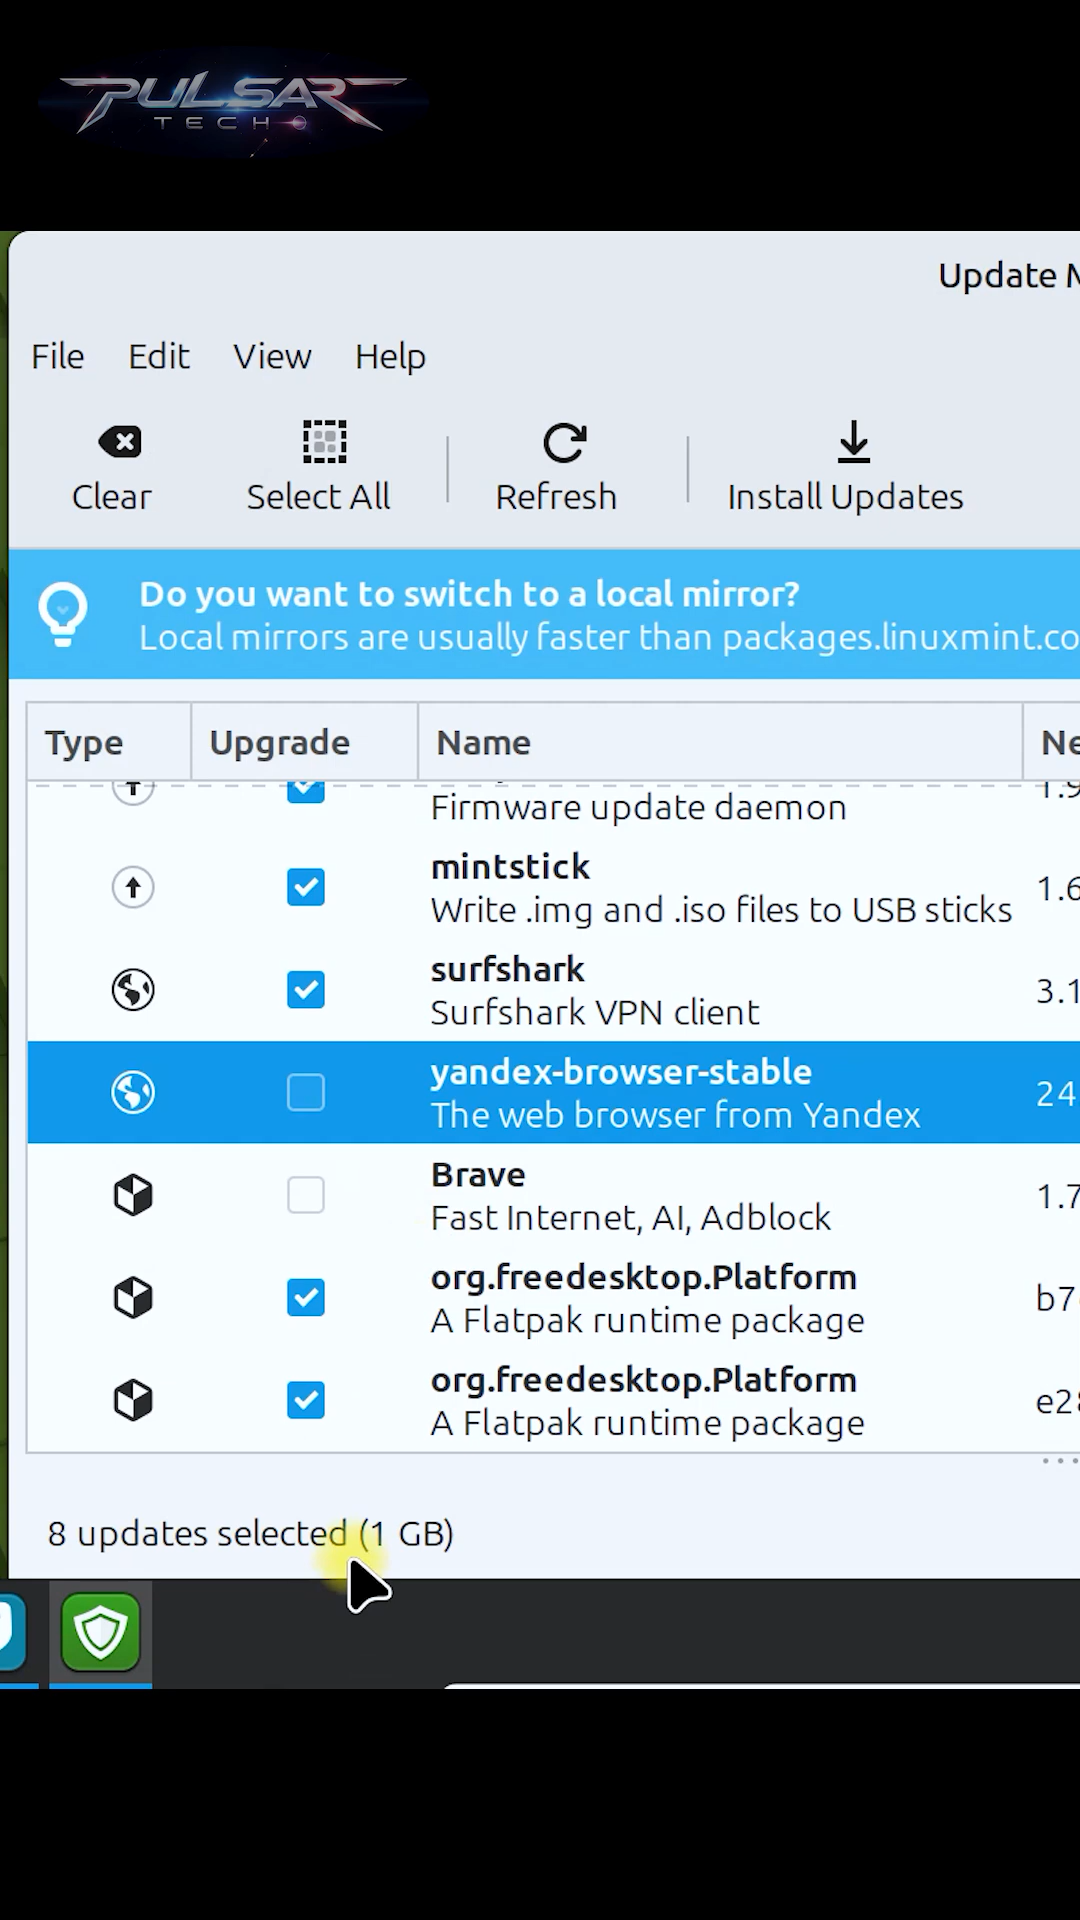 PULSAR
TECH
Update M
File Edit View Help
Clear Select All Refresh Install Updates
Do you want to switch to a local mirror?
Local mirrors are usually faster than packages.linuxmint.co
Type Upgrade Name Ne
1.9
Firmware update daemon
mintstick
Write .img and .iso files to USB sticks
1.6
surfshark
Surfshark VPN client
3.1
yandex-browser-stable
The web browser from Yandex
24
Brave
Fast Internet, AI, Adblock
1.7
org.freedesktop.Platform
A Flatpak runtime package
b7
org.freedesktop.Platform
A Flatpak runtime package
e28
8 updates selected (1 GB)